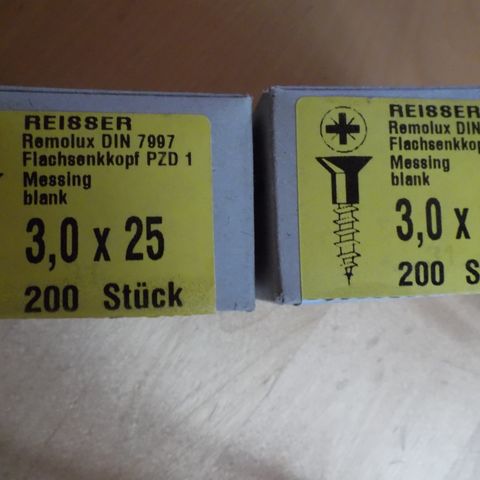 REISSER
Remolux DIN 7997
Flachsenkkopf PZD 1
Messing
blank
3,0 x 25
200 Stück
REISSER
Remolux DIN
Flachsenkkop
Messing
blank
3,0 x
200 S